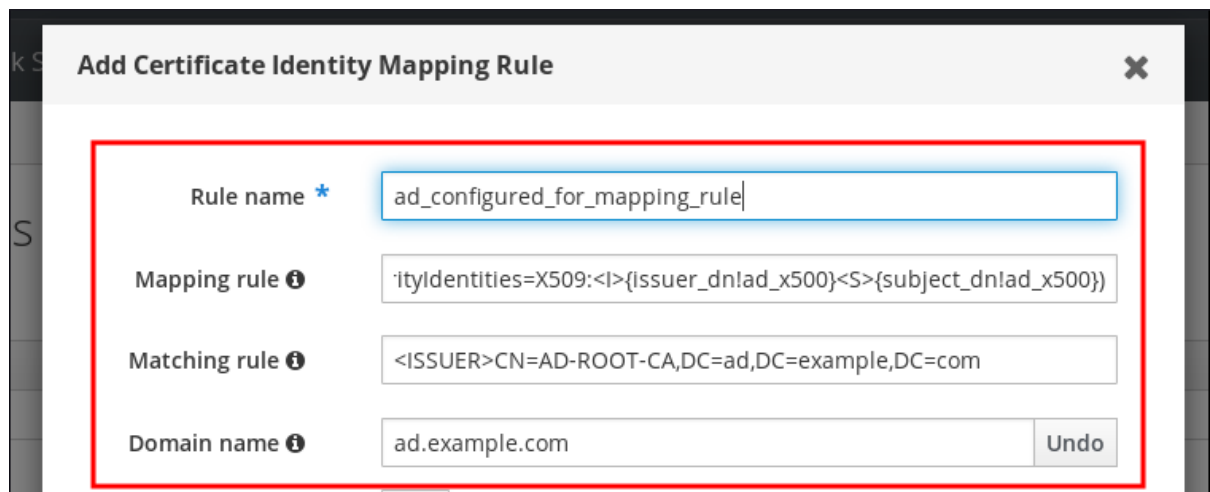 k S
Add Certificate Identity Mapping Rule
S
Rule name * ad_configured_for_mapping_rule
Mapping rule rityIdentities=X509:<I>{issuer_dn!ad_x500}<S>{subject_dn!ad_x500})
Matching rule <ISSUER>CN=AD-ROOT-CA,DC=ad,DC=example,DC=com
Domain name ad.example.com Undo